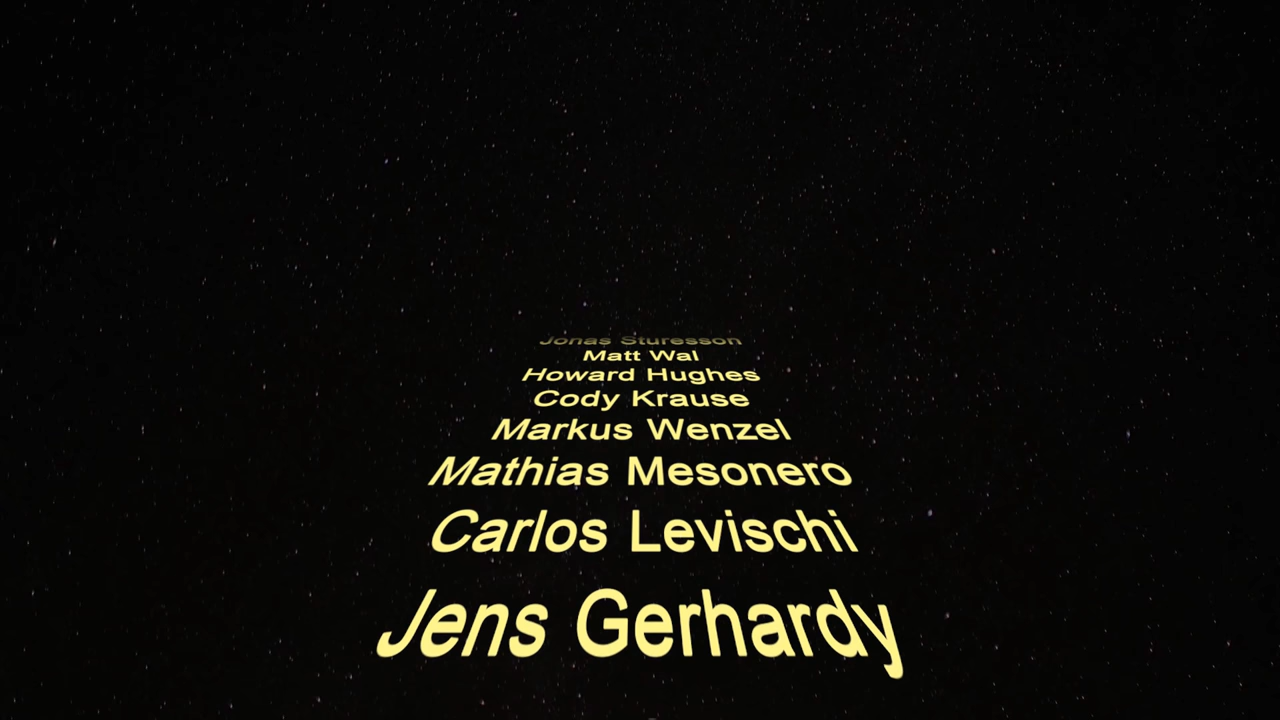 Jonas Sturesson
Matt Wal
Howard Hughes
Cody Krause
Markus Wenzel
Mathias Mesonero
Carlos Levischi
Jens Gerhardy